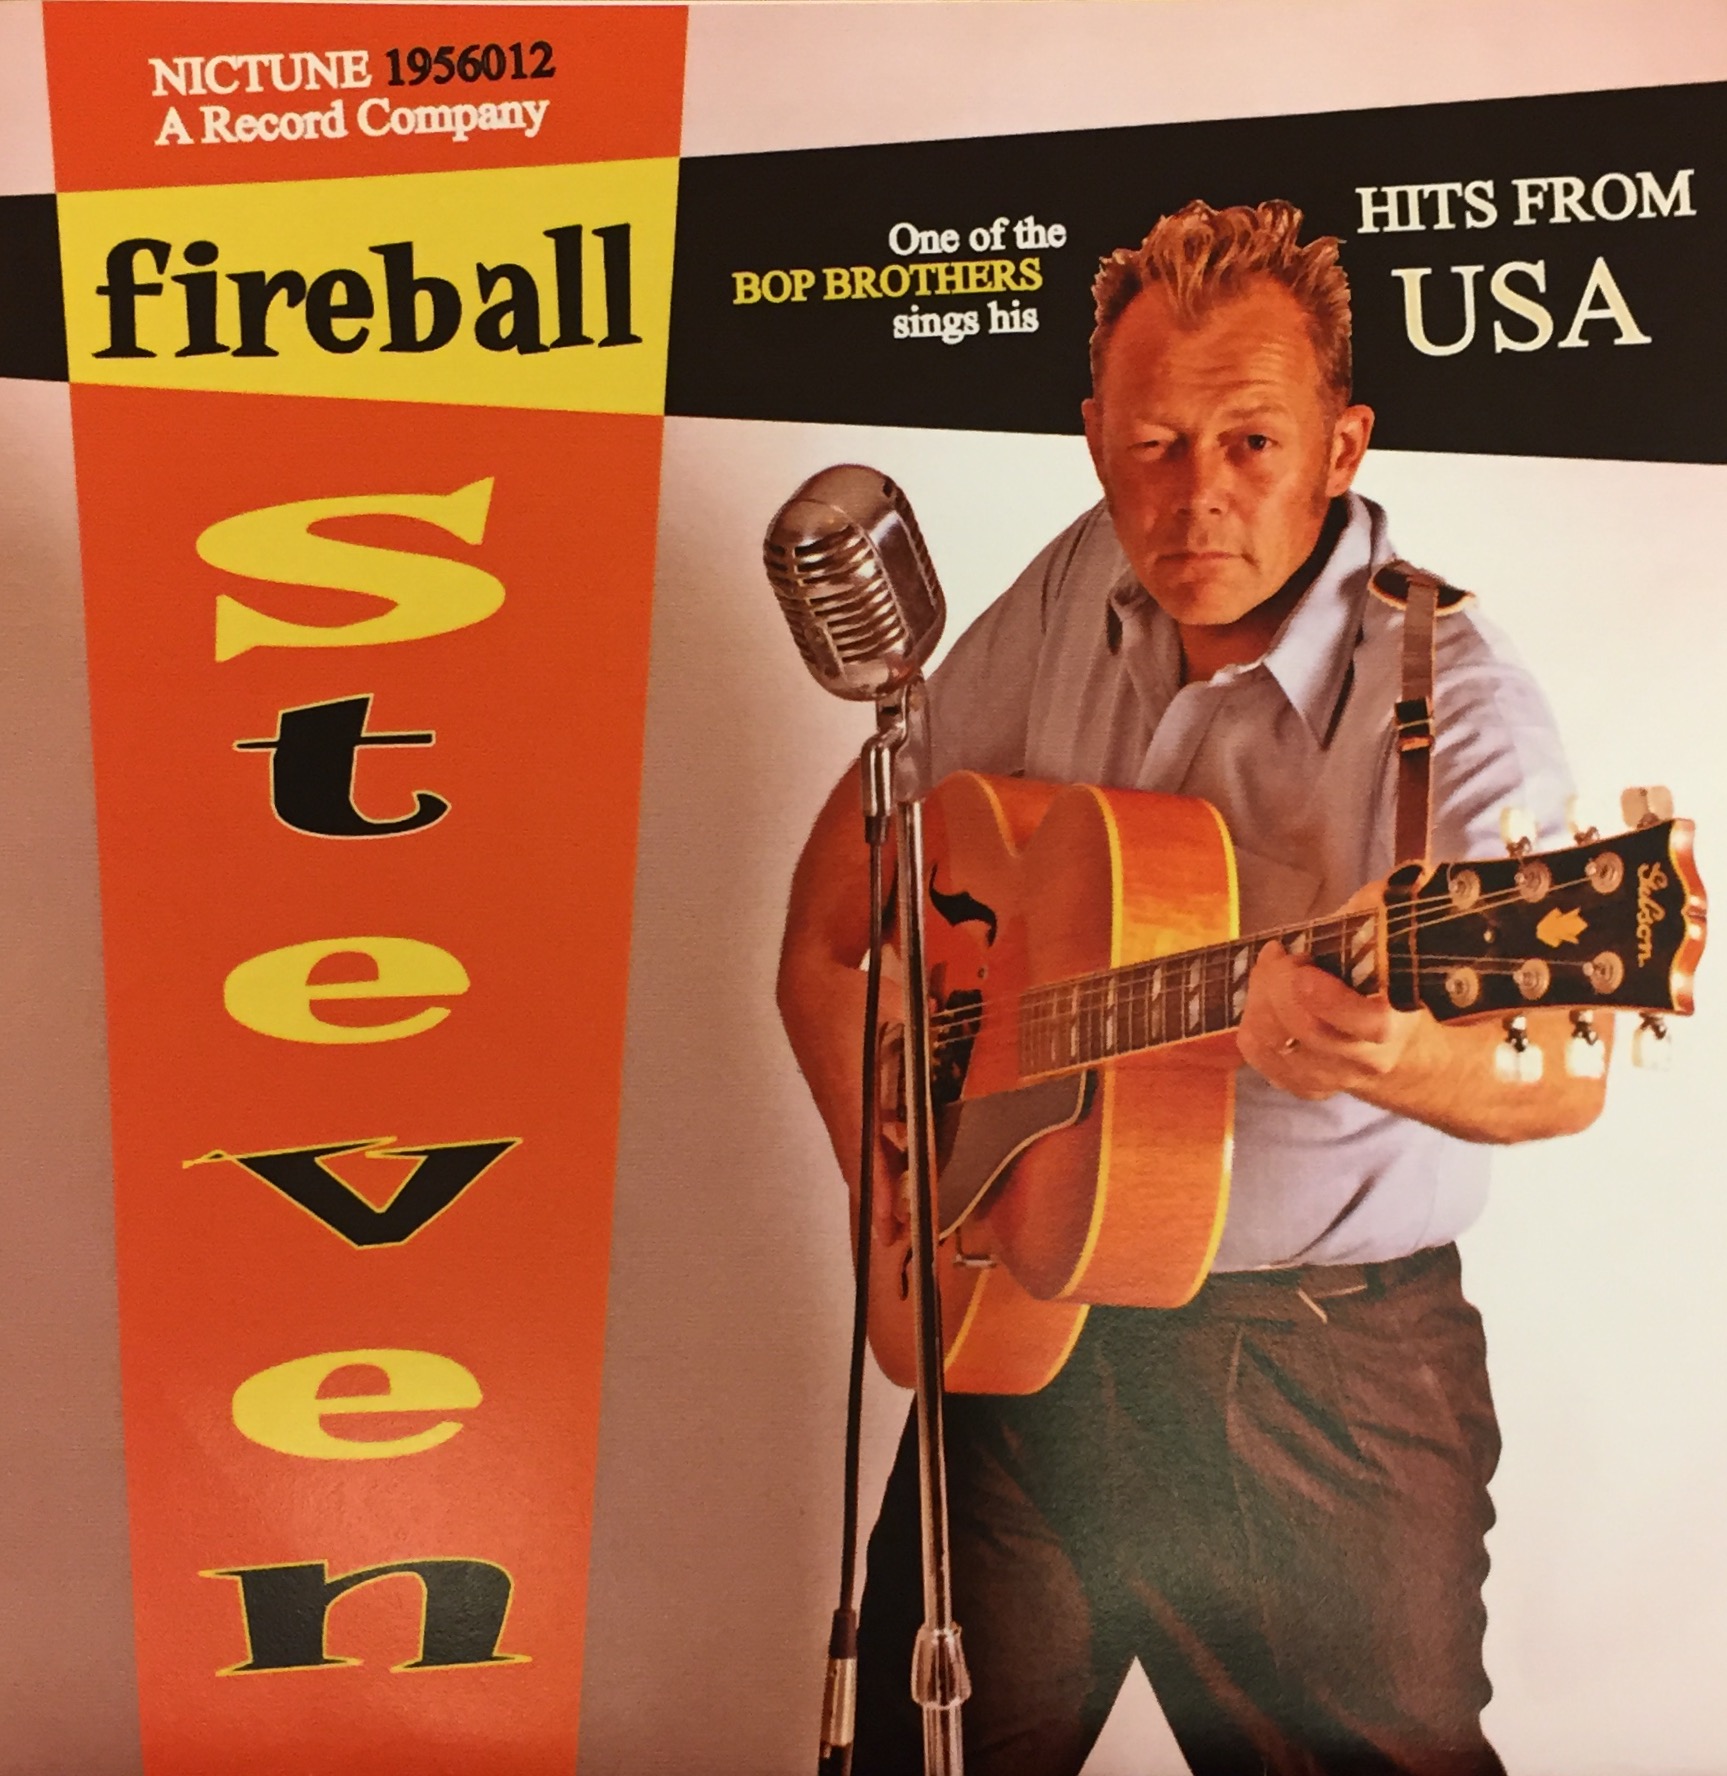 NICTUNE 1956012
A Record Company
fireball
Steven
One of the
BOP BROTHERS
sings his
HITS FROM
USA
Gibson